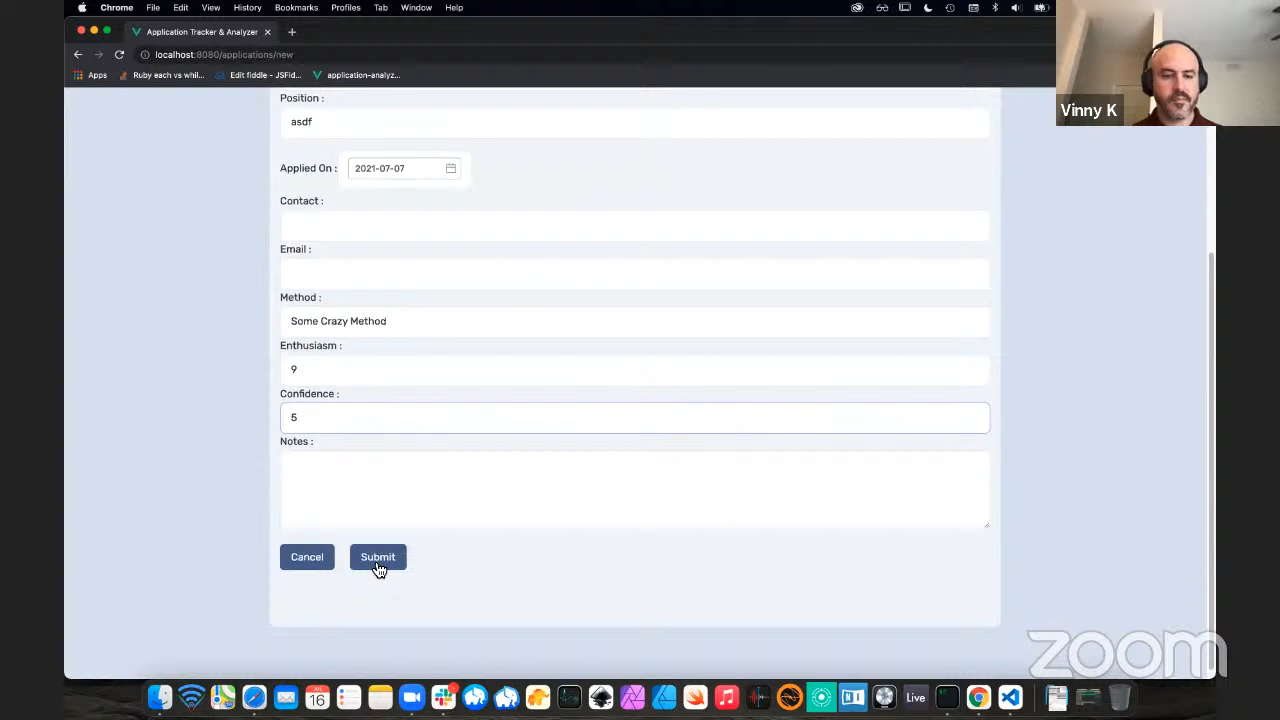 Chrome File Edit View History Bookmarks Profiles Tab Window Help
Application Tracker & Analyzer
localhost:8080/applications/new
Apps Ruby each vs whil... Edit fiddle - JSFid... application-analyz...
Vinny K
Position :
asdf
Applied On : 2021-07-07
Contact :
Email :
Method :
Some Crazy Method
Enthusiasm :
9
Confidence :
5
Notes :
Cancel Submit
zoom
16
Live